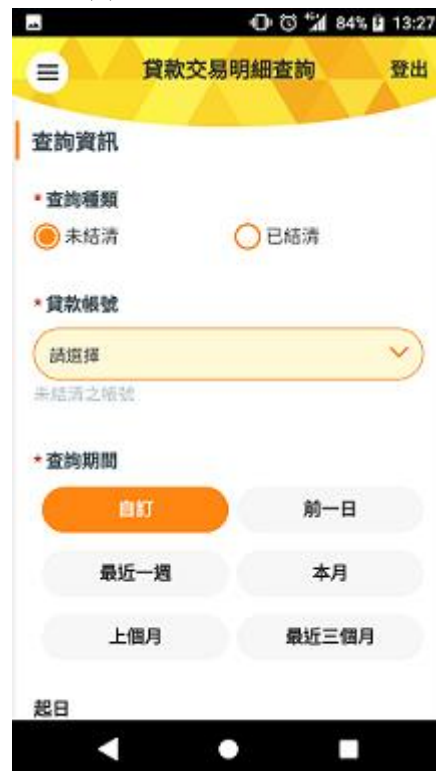 84% 13:27
貸款交易明細查詢 登出
查詢資訊
* 查詢種類
未結清 已結清
* 貸款帳號
請選擇
未結清之帳號
* 查詢期間
自訂 前一日
最近一週 本月
上個月 最近三個月
起日